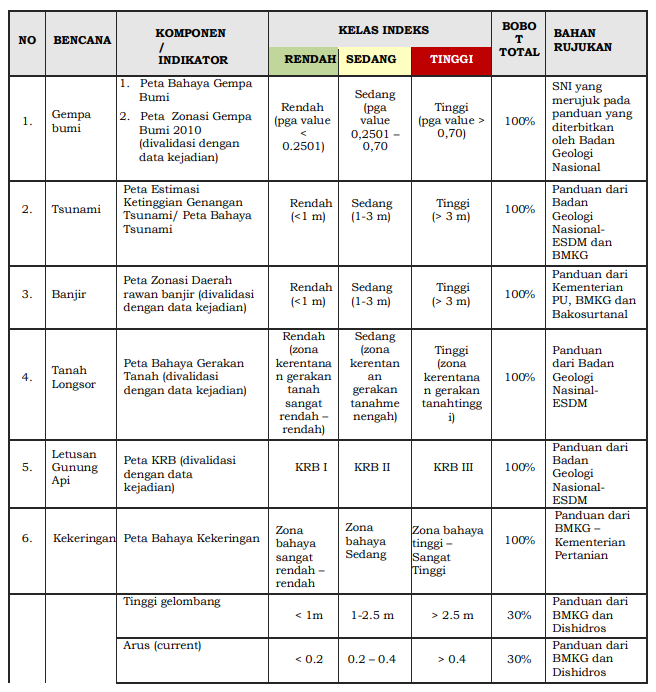 NO
BENCANA
KOMPONEN
/
INDIKATOR
KELAS INDEKS
RENDAH
SEDANG
TINGGI
BOBO
T
TOTAL
BAHAN
RUJUKAN
1.
Gempa
bumi
1. Peta Bahaya Gempa
Bumi
2. Peta Zonasi Gempa
Bumi 2010
(divalidasi dengan
data kejadian)
Rendah
(pga value
<
0.2501)
Sedang
(pga
value
0,2501 –
0,70
Tinggi
(pga value >
0,70)
100%
SNI yang
merujuk pada
panduan yang
diterbitkan
oleh Badan
Geologi
Nasional
2.
Tsunami
Peta Estimasi
Ketinggian Genangan
Tsunami/ Peta Bahaya
Tsunami
Rendah
(<1 m)
Sedang
(1-3 m)
Tinggi
(> 3 m)
100%
Panduan dari
Badan
Geologi
Nasional-
ESDM dan
BMKG
3.
Banjir
Peta Zonasi Daerah
rawan banjir (divalidasi
dengan data kejadian)
Rendah
(<1 m)
Sedang
(1-3 m)
Tinggi
(> 3 m)
100%
Panduan dari
Kementerian
PU, BMKG dan
Bakosurtanal
4.
Tanah
Longsor
Peta Bahaya Gerakan
Tanah (divalidasi
dengan data kejadian)
Rendah
(zona
kerentana
n gerakan
tanah
sangat
rendah –
rendah)
Sedang
(zona
kerentan
an
gerakan
tanahme
nengah)
Tinggi
(zona
kerentana
n gerakan
tanahtingg
i)
100%
Panduan
dari Badan
Geologi
Nasinal-
ESDM
5.
Letusan
Gunung
Api
Peta KRB (divalidasi
dengan data
kejadian)
KRB I
KRB II
KRB III
100%
Panduan dari
Badan
Geologi
Nasional-
ESDM
6.
Kekeringan
Peta Bahaya Kekeringan
Zona
bahaya
sangat
rendah –
rendah
Zona
bahaya
Sedang
Zona bahaya
tinggi –
Sangat
Tinggi
100%
Panduan dari
BMKG –
Kementerian
Pertanian
Tinggi gelombang
< 1m
1-2.5 m
> 2.5 m
30%
Panduan dari
BMKG dan
Dishidros
Arus (current)
< 0.2
0.2 – 0.4
> 0.4
30%
Panduan dari
BMKG dan
Dishidros